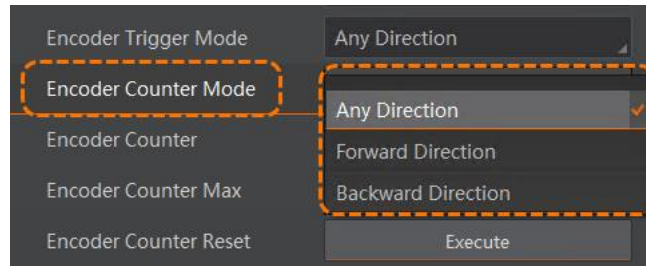 Encoder Trigger Mode Any Direction
Encoder Counter Mode
Any Direction
Encoder Counter Forward Direction
Encoder Counter Max Backward Direction
Encoder Counter Reset Execute